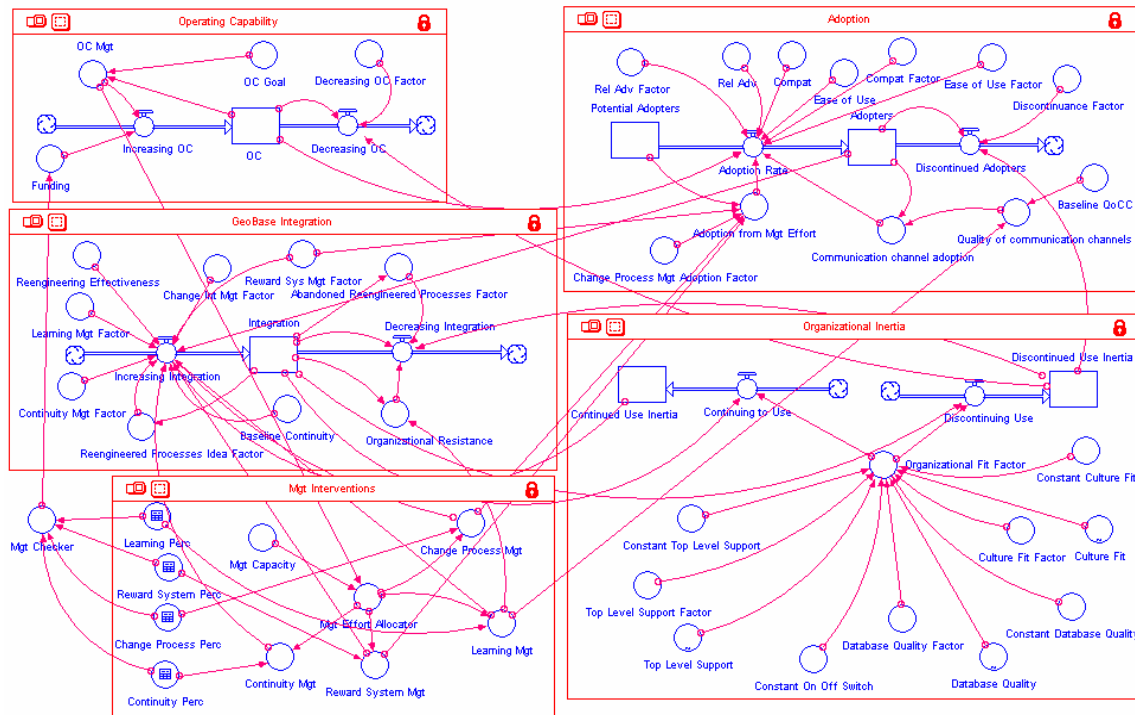 Operating Capability
OC Mgt
OC Goal
Decreasing OC Factor
Increasing OC
OC
Decreasing OC
Funding
Adoption
Rel Adv Factor
Rel Adv
Compat
Ease of Use
Compat Factor
Ease of Use Factor
Discontinuance Factor
Potential Adopters
Adopters
Adoption Rate
Discontinued Adopters
Baseline QoCC
Adoption from Mgt Effort
Quality of communication channels
Communication channel adoption
Change Process Mgt Adoption Factor
GeoBase Integration
Reengineering Effectiveness
Change Int Mgt Factor
Reward Sys Mgt Factor
Abandoned Reengineered Processes Factor
Learning Mgt Factor
Integration
Decreasing Integration
Increasing Integration
Continuity Mgt Factor
Baseline Continuity
Organizational Resistance
Reengineered Processes Idea Factor
Organizational Inertia
Discontinued Use Inertia
Continued Use Inertia
Continuing to Use
Discontinuing Use
Organizational Fit Factor
Constant Culture Fit
Constant Top Level Support
Culture Fit Factor
Culture Fit
Top Level Support Factor
Constant Database Quality
Database Quality Factor
Top Level Support
Constant On Off Switch
Database Quality
Mgt Interventions
Mgt Checker
Learning Perc
Mgt Capacity
Change Process Mgt
Reward System Perc
Mgt Effort Allocator
Change Process Perc
Learning Mgt
Continuity Mgt
Reward System Mgt
Continuity Perc